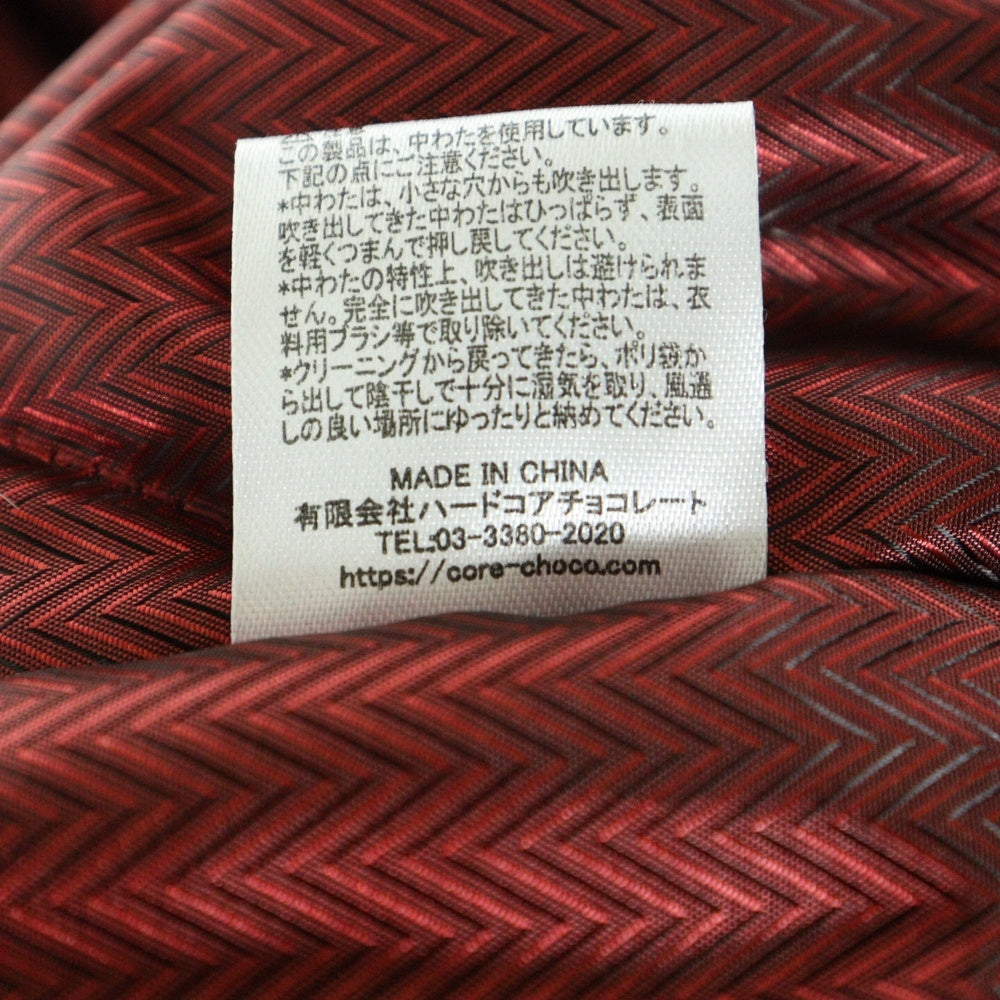 この製品は、中わたを使用しています。
下記の点にご注意ください。
*中わたは、小さな穴からも吹き出します。
吹き出してきた中わたはひっぱらず、表面
を軽くつまんで押し戻してください。
*中わたの特性上、吹き出しは避けられま
せん。完全に吹き出してきた中わたは、衣
料用ブラシ等で取り除いてください。
*クリーニングから戻ってきたら、ポリ袋か
ら出して陰干しで十分に湿気を取り、風通
しの良い場所にゆったりと納めてください。
MADE IN CHINA
有限会社ハードコアチョコレート
TEL:03-3380-2020
https://core-choco.com